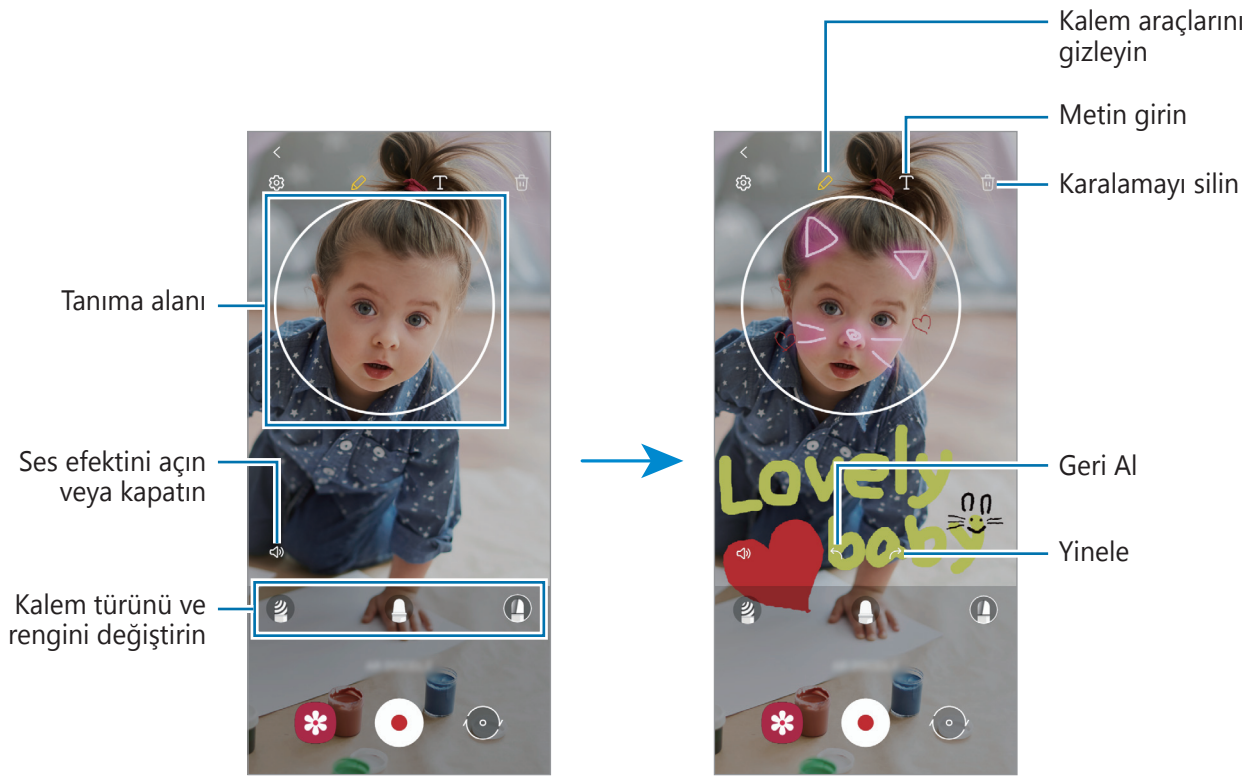 Kalem araçlarını
gizleyin
Metin girin
Karalamayı silin
Tanıma alanı
Ses efektini açın
veya kapatın
Kalem türünü ve
rengini değiştirin
T
T
Lovely
baby
Geri Al
Yinele